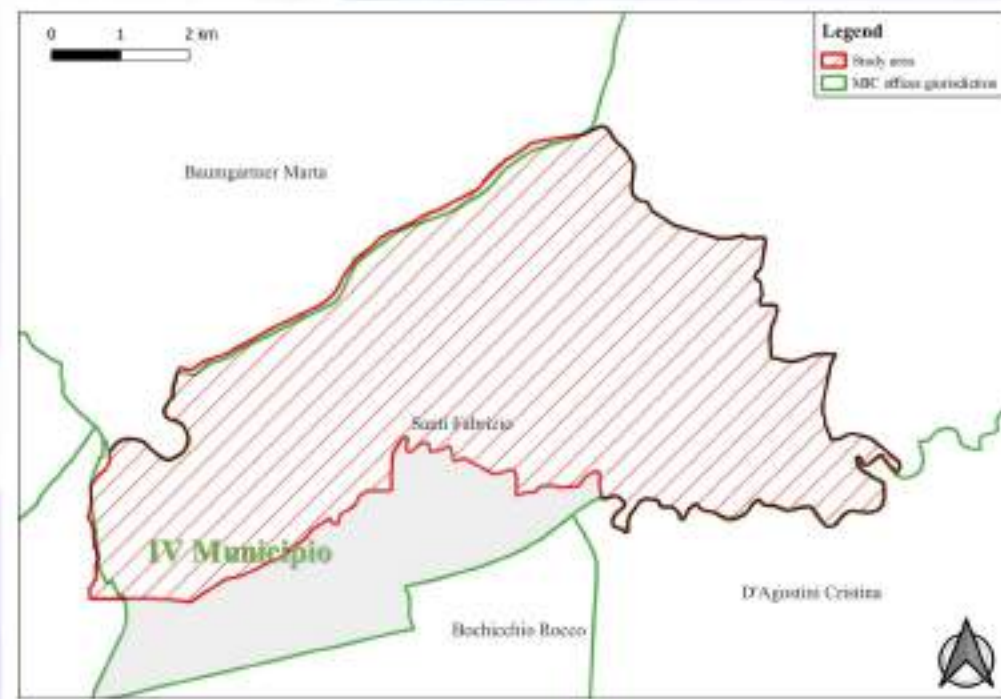 0 1 2 km
Legend
Study area
MIC offices giurisdiction
Baumgartner Marta
Santi Fabrizio
IV Municipio
D'Agostini Cristina
Bochicchio Rocco